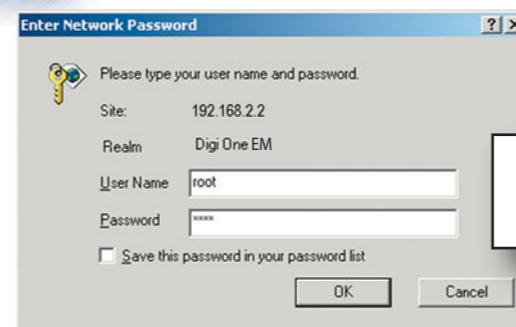 Enter Network Password
Please type your user name and password.
Site: 192.168.2.2
Realm Digi One EM
User Name root
Password ****
Save this password in your password list
OK Cancel